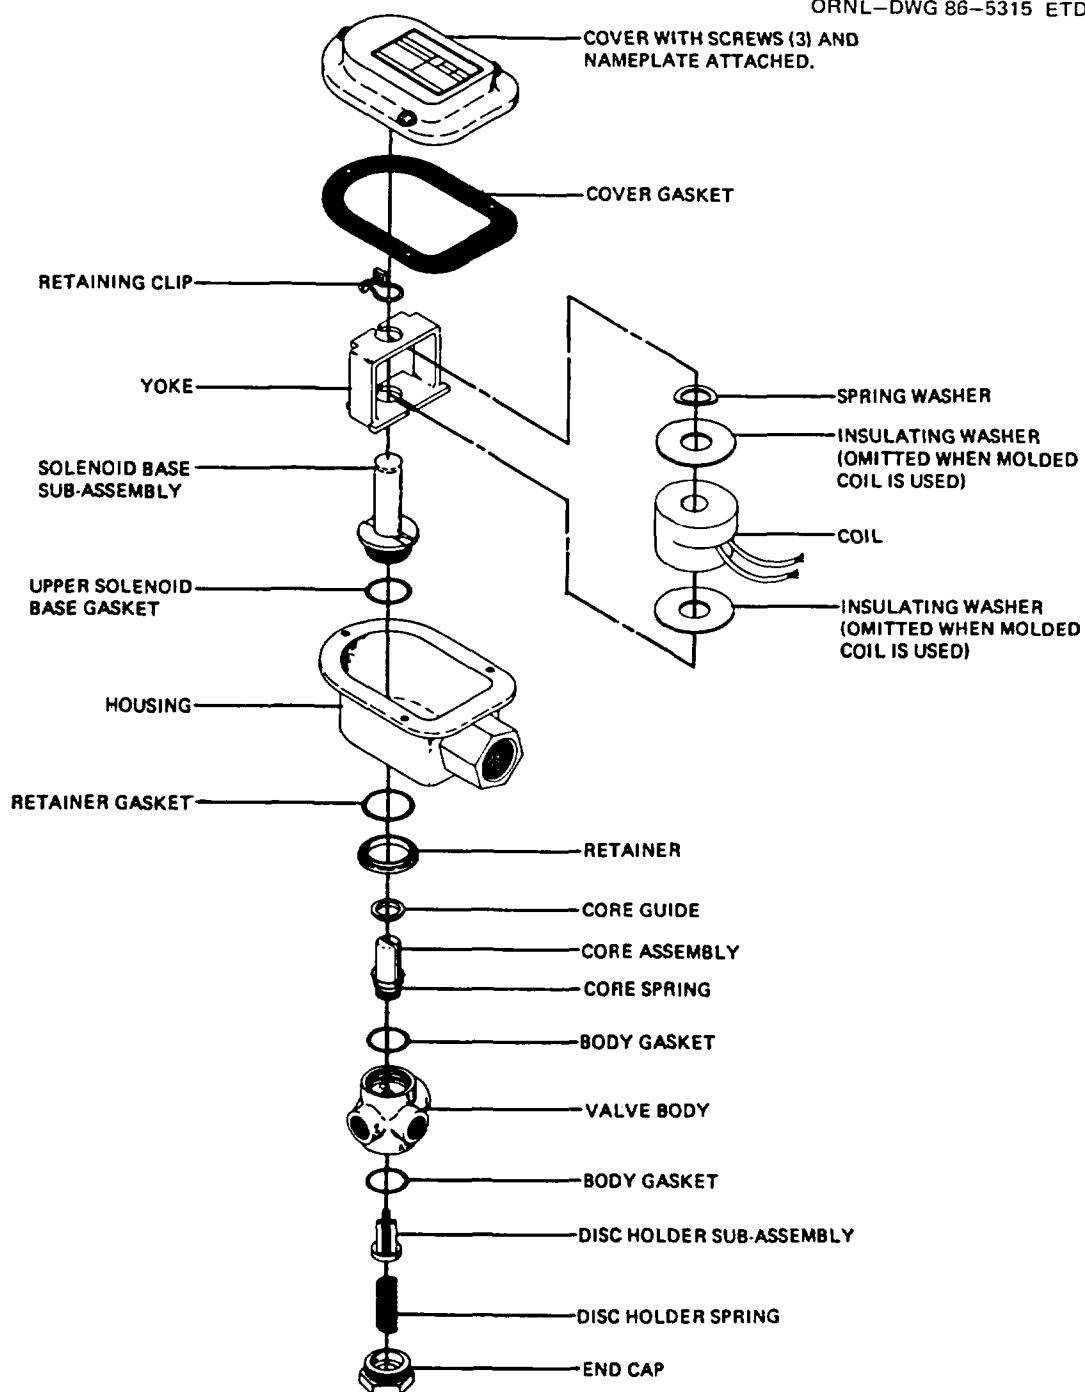 ORNL–DWG 86–5315 ETD
COVER WITH SCREWS (3) AND
NAMEPLATE ATTACHED.
COVER GASKET
RETAINING CLIP
YOKE
SPRING WASHER
INSULATING WASHER
(OMITTED WHEN MOLDED
COIL IS USED)
SOLENOID BASE
SUB-ASSEMBLY
COIL
UPPER SOLENOID
BASE GASKET
INSULATING WASHER
(OMITTED WHEN MOLDED
COIL IS USED)
HOUSING
RETAINER GASKET
RETAINER
CORE GUIDE
CORE ASSEMBLY
CORE SPRING
BODY GASKET
VALVE BODY
BODY GASKET
DISC HOLDER SUB-ASSEMBLY
DISC HOLDER SPRING
END CAP